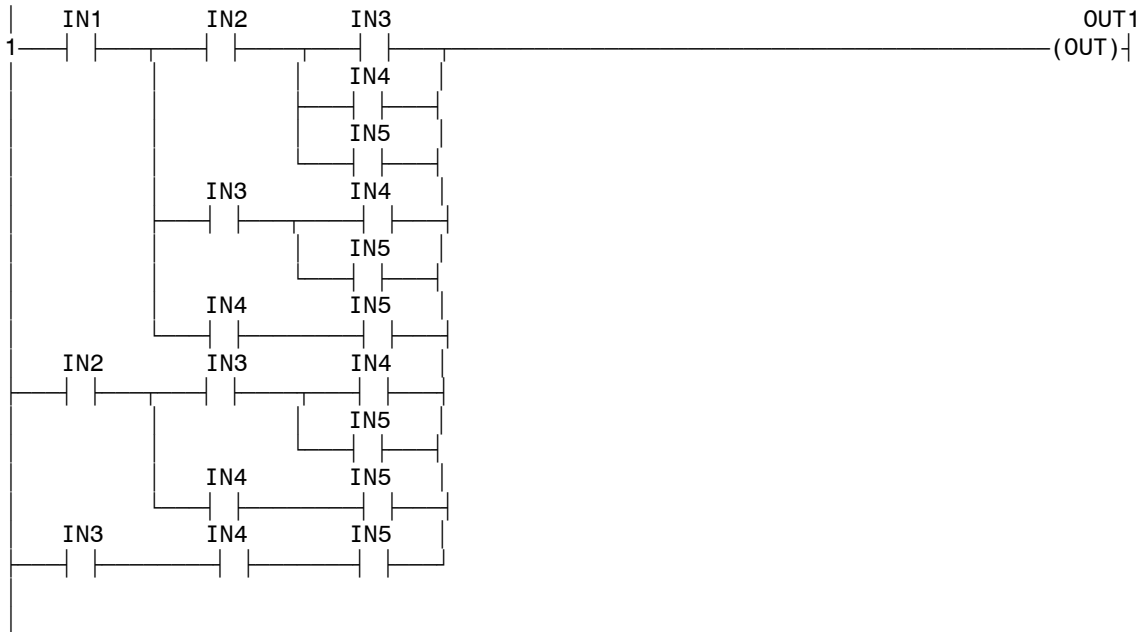 IN1 IN2 IN3 OUT1
1 (OUT)
IN4
IN5
IN3 IN4
IN5
IN4 IN5
IN2 IN3 IN4
IN5
IN4 IN5
IN3 IN4 IN5